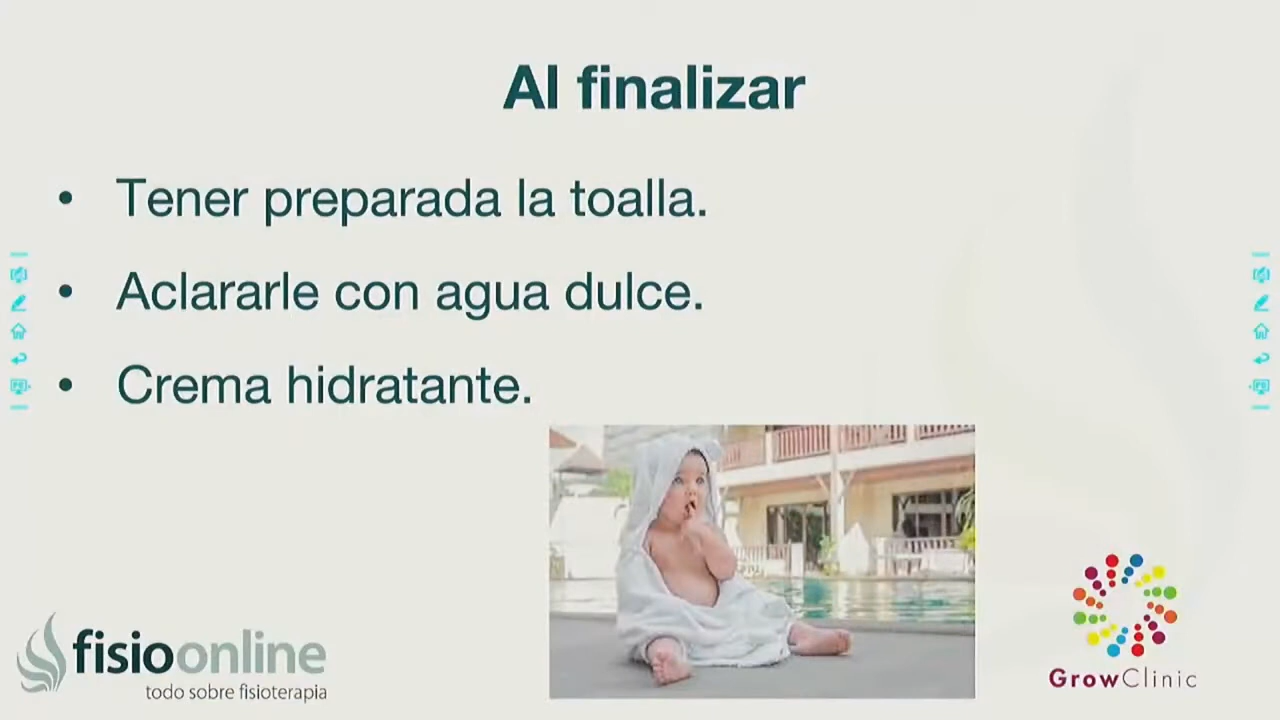 Al finalizar
• Tener preparada la toalla.
• Aclararle con agua dulce.
• Crema hidratante.
fisioonline
todo sobre fisioterapia
GrowClinic